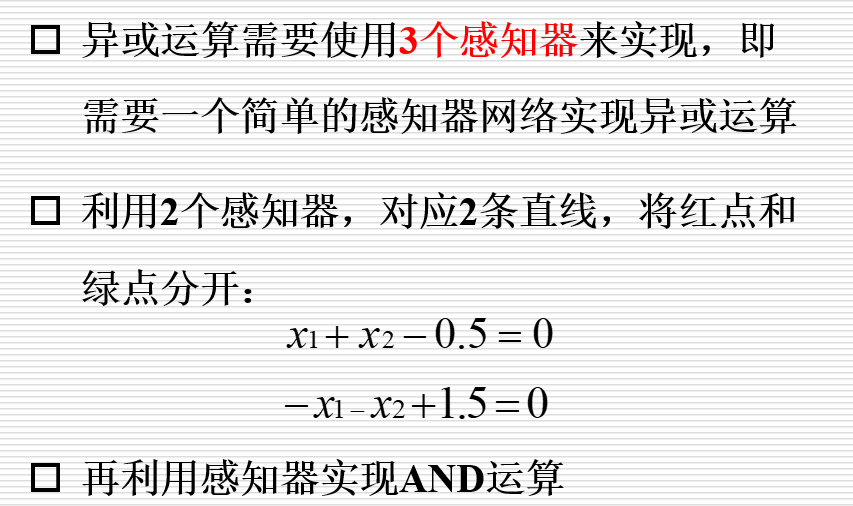 异或运算需要使用3个感知器来实现，即
需要一个简单的感知器网络实现异或运算
利用2个感知器，对应2条直线，将红点和
绿点分开：
x1 + x2 − 0.5 = 0
−x1 − x2 + 1.5 = 0
再利用感知器实现AND运算